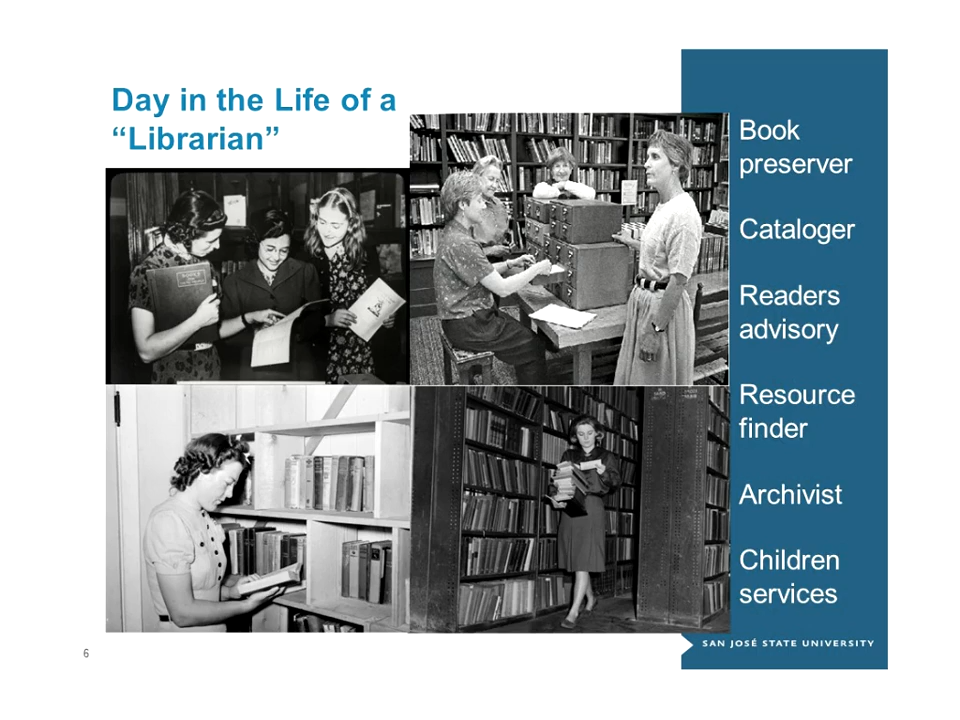 Day in the Life of a
“Librarian”
Book
preserver
Cataloger
Readers
advisory
Resource
finder
Archivist
Children
services
SAN JOSÉ STATE UNIVERSITY
6